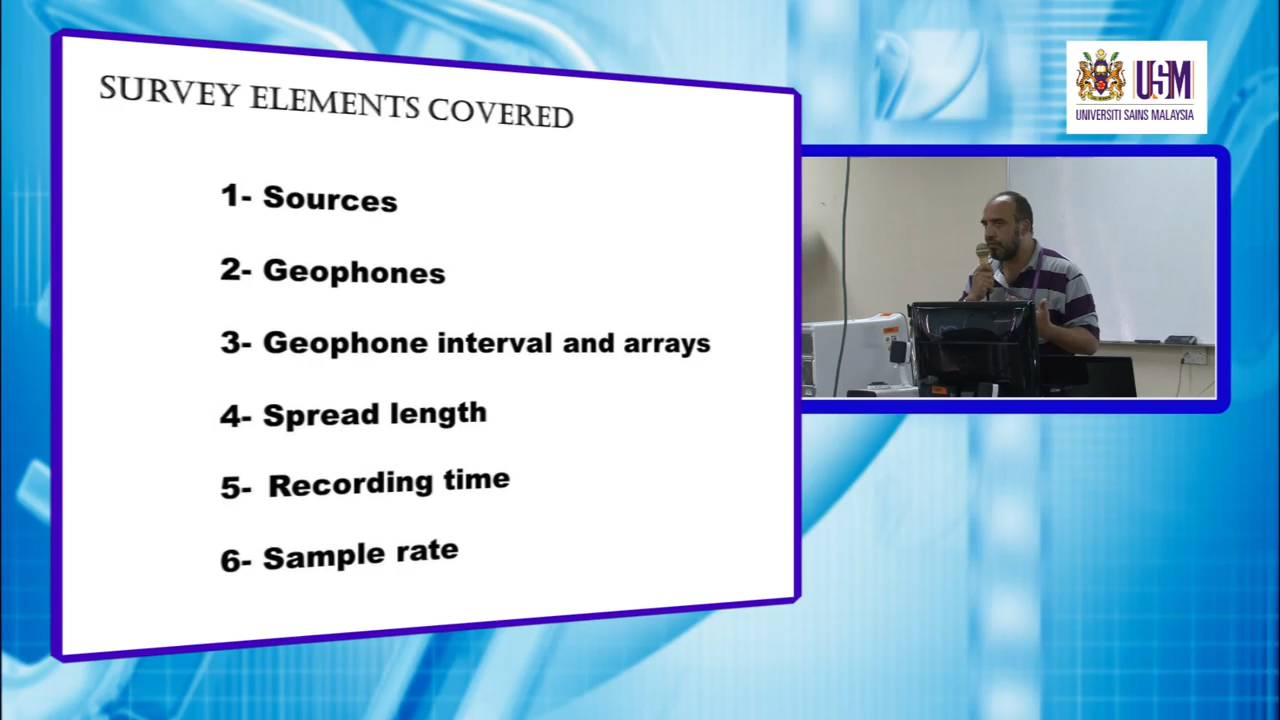 SURVEY ELEMENTS COVERED
1- Sources
2- Geophones
3- Geophone interval and arrays
4- Spread length
5- Recording time
6- Sample rate
USM
UNIVERSITI SAINS MALAYSIA